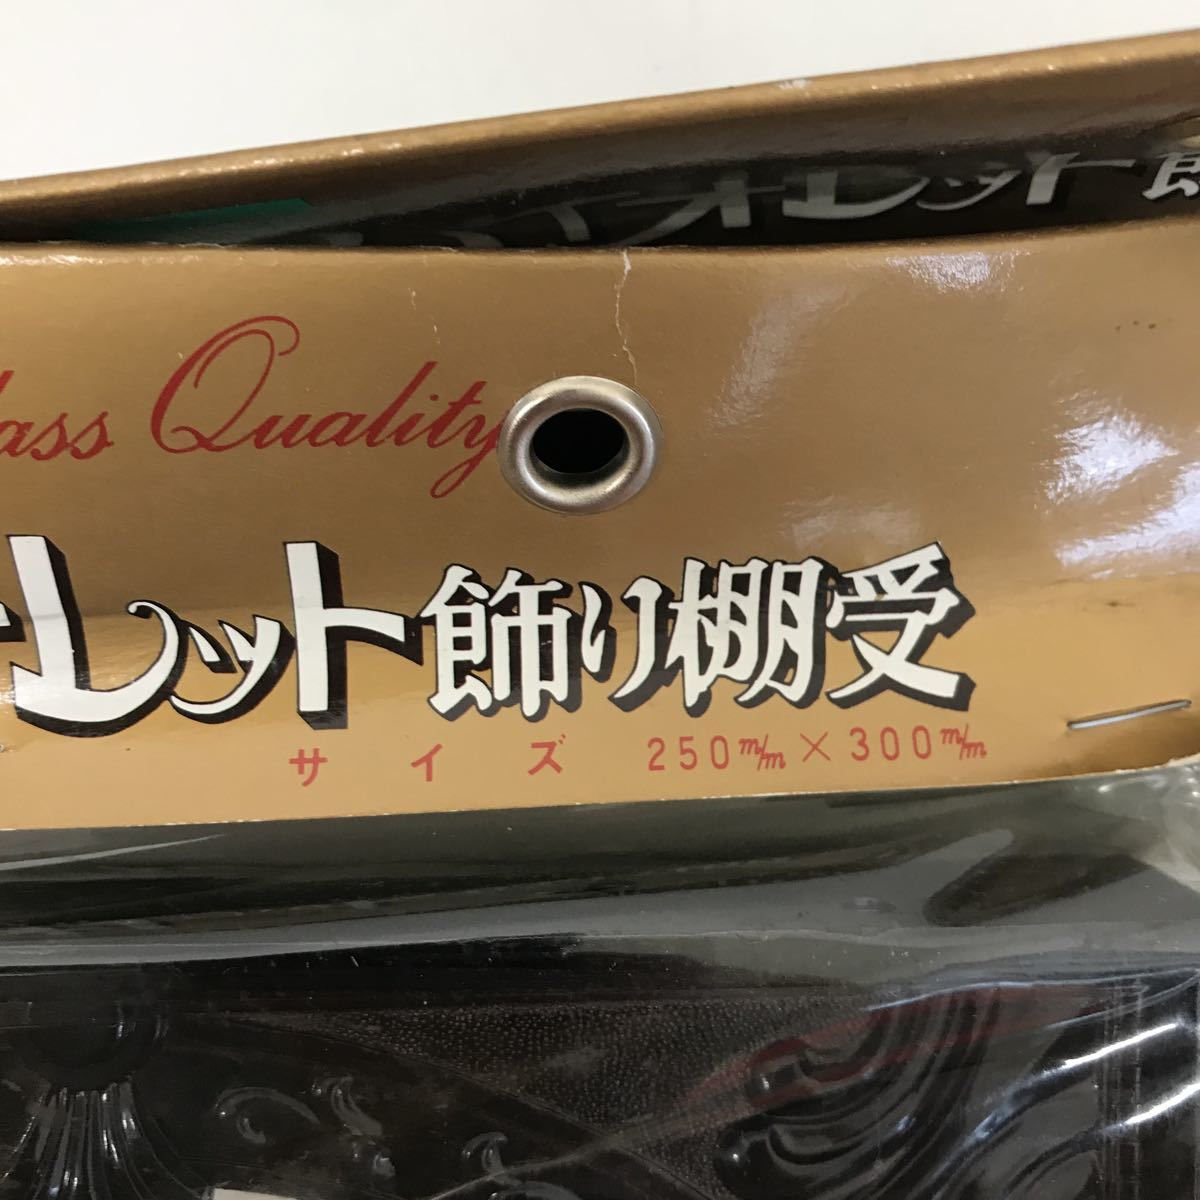 オレット飾
lass Quality
オレット飾り棚受
サイズ 250m/m×300m/m